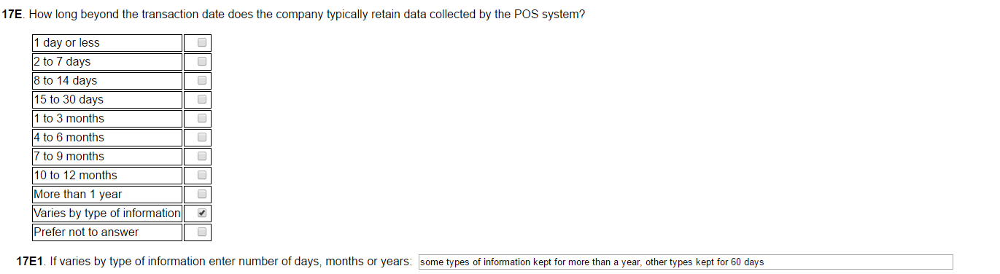 17E. How long beyond the transaction date does the company typically retain data collected by the POS system?
1 day or less
2 to 7 days
8 to 14 days
15 to 30 days
1 to 3 months
4 to 6 months
7 to 9 months
10 to 12 months
More than 1 year
Varies by type of information
Prefer not to answer
17E1. If varies by type of information enter number of days, months or years: some types of information kept for more than a year, other types kept for 60 days